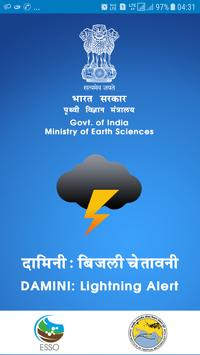 04:31
सत्यमेव जयते
भारत सरकार
पृथ्वी विज्ञान मंत्रालय
Govt. of India
Ministry of Earth Sciences
दामिनी : बिजली चेतावनी
DAMINI: Lightning Alert
ESSO